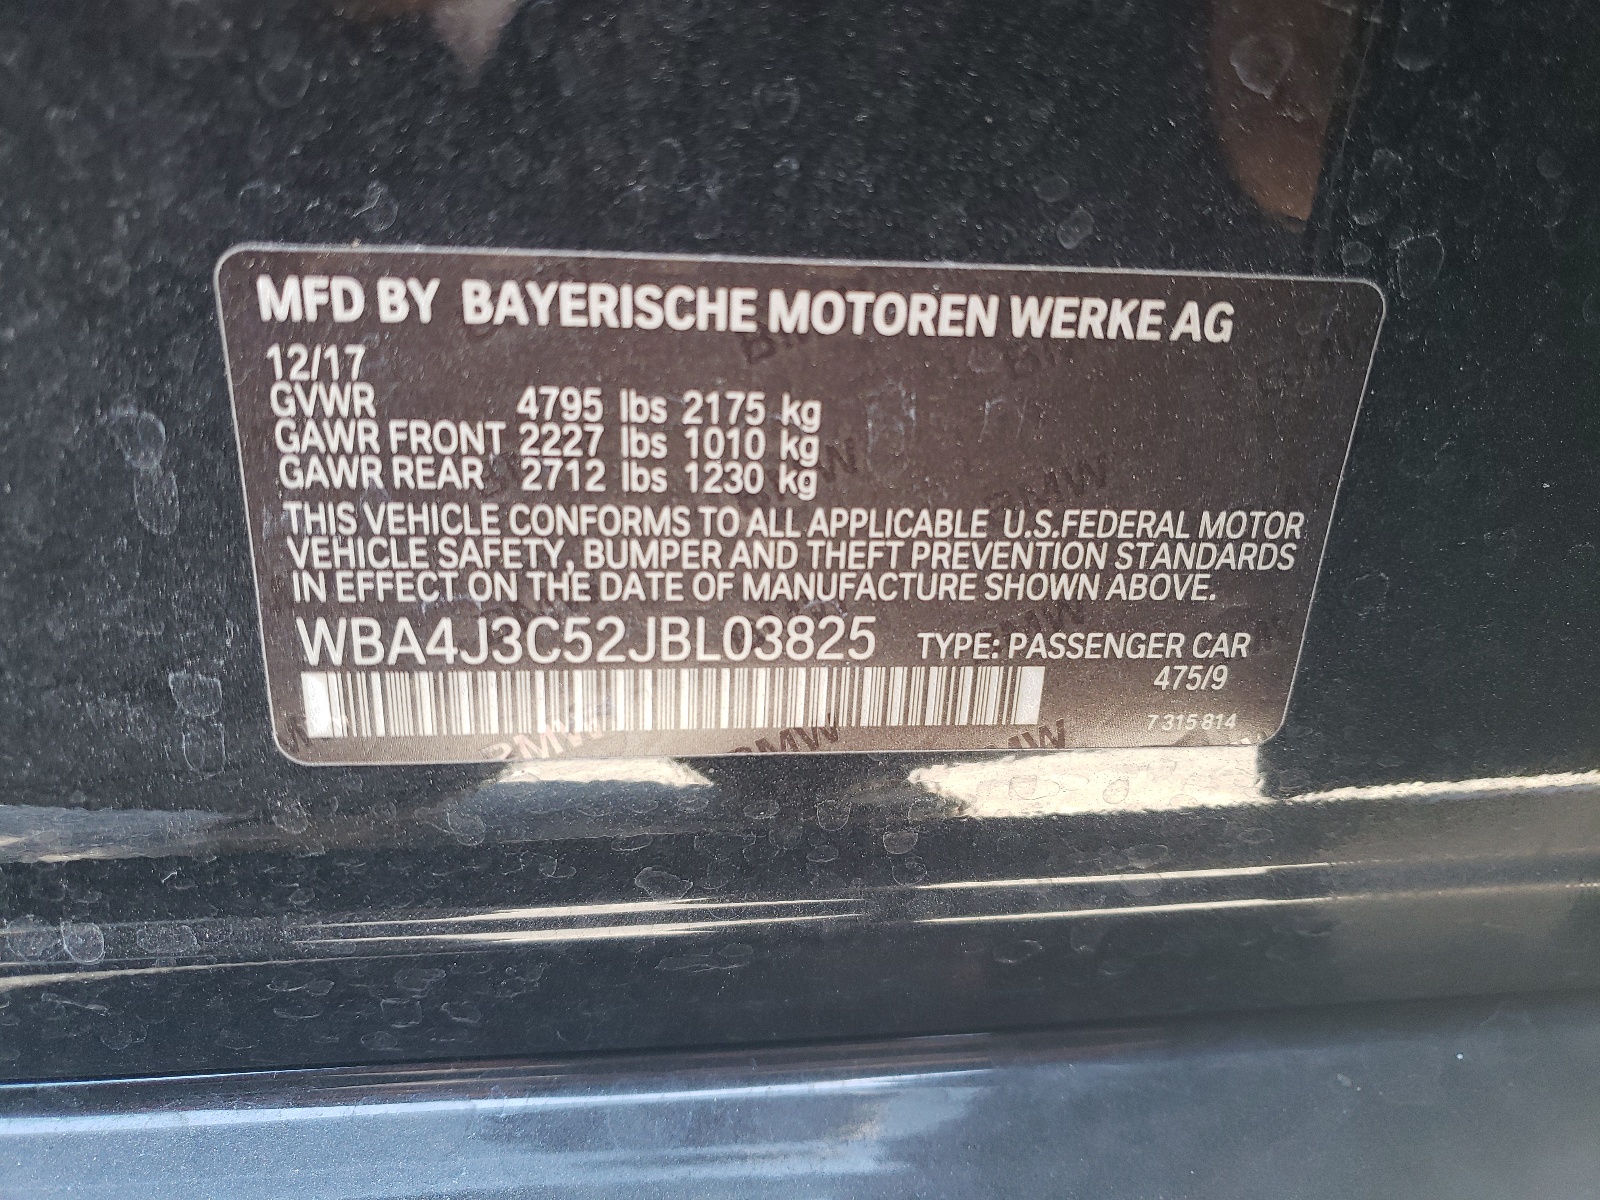 MFD BY BAYERISCHE MOTOREN WERKE AG
12/17
GVWR 4795 lbs 2175 kg
GAWR FRONT 2227 lbs 1010 kg
GAWR REAR 2712 lbs 1230 kg
THIS VEHICLE CONFORMS TO ALL APPLICABLE U.S.FEDERAL MOTOR
VEHICLE SAFETY, BUMPER AND THEFT PREVENTION STANDARDS
IN EFFECT ON THE DATE OF MANUFACTURE SHOWN ABOVE.
WBA4J3C52JBL03825 TYPE: PASSENGER CAR
475/9
7 315 814
BMW BMW BMW